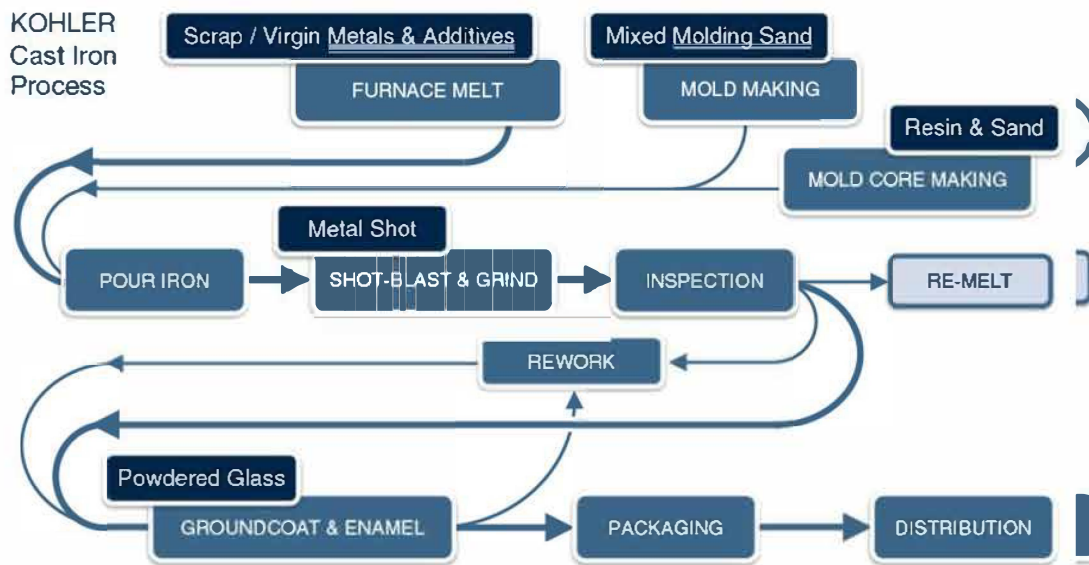 KOHLER
Cast Iron
Process
Scrap / Virgin Metals & Additives
FURNACE MELT
Mixed Molding Sand
MOLD MAKING
Resin & Sand
MOLD CORE MAKING
Metal Shot
POUR IRON
SHOT-BLAST & GRIND
INSPECTION
RE-MELT
REWORK
Powdered Glass
GROUNDCOAT & ENAMEL
PACKAGING
DISTRIBUTION